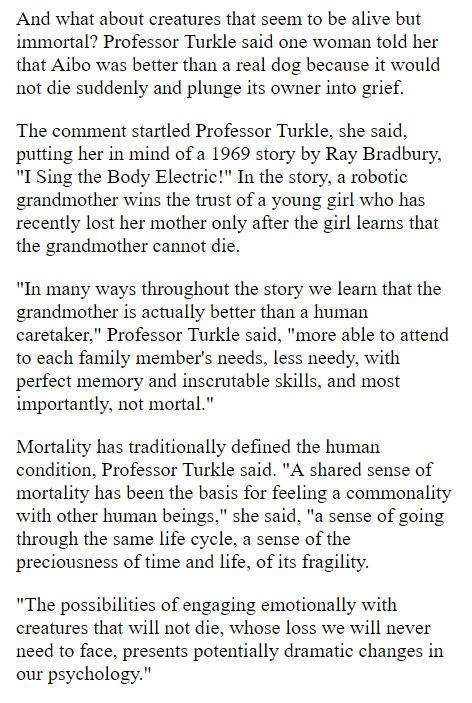 And what about creatures that seem to be alive but
immortal? Professor Turkle said one woman told her
that Aibo was better than a real dog because it would
not die suddenly and plunge its owner into grief.
The comment startled Professor Turkle, she said,
putting her in mind of a 1969 story by Ray Bradbury,
"I Sing the Body Electric!" In the story, a robotic
grandmother wins the trust of a young girl who has
recently lost her mother only after the girl learns that
the grandmother cannot die.
"In many ways throughout the story we learn that the
grandmother is actually better than a human
caretaker," Professor Turkle said, "more able to attend
to each family member's needs, less needy, with
perfect memory and inscrutable skills, and most
importantly, not mortal."
Mortality has traditionally defined the human
condition, Professor Turkle said. "A shared sense of
mortality has been the basis for feeling a commonality
with other human beings," she said, "a sense of going
through the same life cycle, a sense of the
preciousness of time and life, of its fragility.
"The possibilities of engaging emotionally with
creatures that will not die, whose loss we will never
need to face, presents potentially dramatic changes in
our psychology."